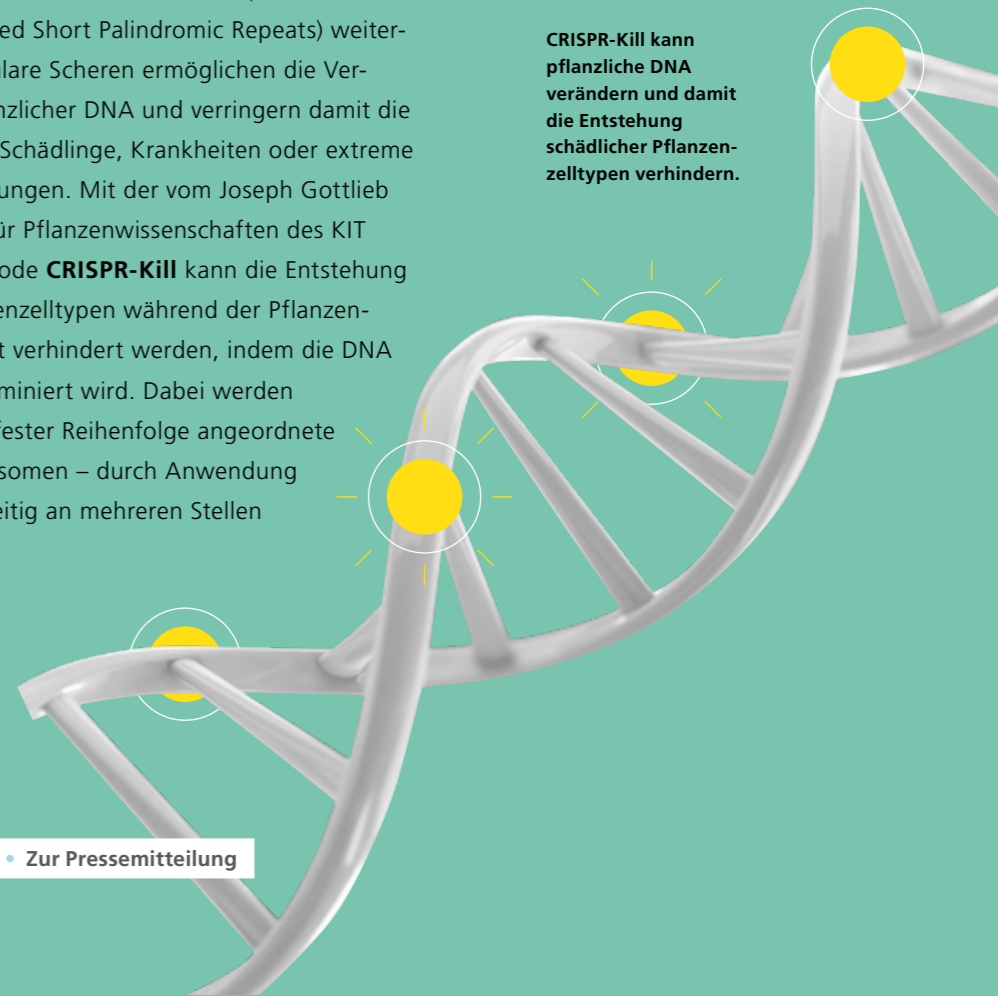 ed Short Palindromic Repeats) weiter-
lare Scheren ermöglichen die Ver-
nzlicher DNA und verringern damit die
Schädlinge, Krankheiten oder extreme
ungen. Mit der vom Joseph Gottlieb
ür Pflanzenwissenschaften des KIT
ode CRISPR-Kill kann die Entstehung
enzelltypen während der Pflanzen-
t verhindert werden, indem die DNA
miniert wird. Dabei werden
fester Reihenfolge angeordnete
somen – durch Anwendung
eitig an mehreren Stellen
CRISPR-Kill kann
pflanzliche DNA
verändern und damit
die Entstehung
schädlicher Pflanzen-
zelltypen verhindern.
• Zur Pressemitteilung